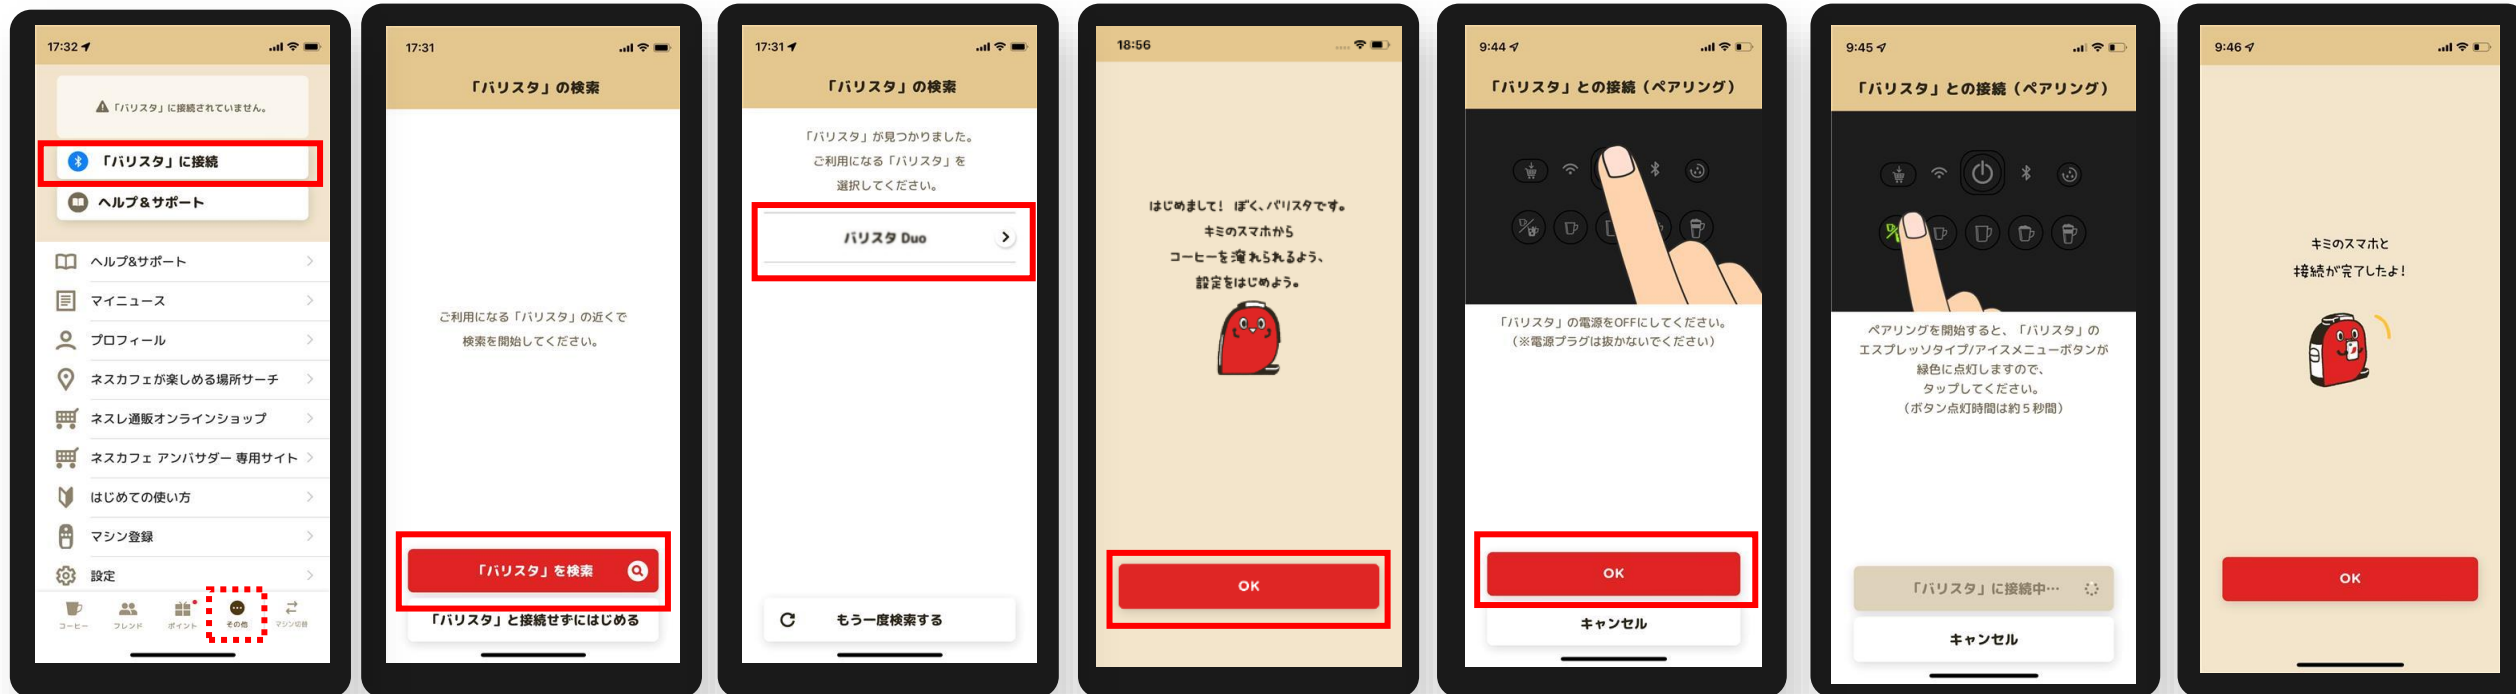 17:32
「バリスタ」に接続されていません。
「バリスタ」に接続
ヘルプ&サポート
ヘルプ&サポート
マイニュース
プロフィール
ネスカフェが楽しめる場所サーチ
ネスレ通販オンラインショップ
ネスカフェ アンバサダー 専用サイト
はじめての使い方
マシン登録
設定
コーヒー
フレンド
ポイント
その他
マシン切替
17:31
「バリスタ」の検索
ご利用になる「バリスタ」の近くで
検索を開始してください。
「バリスタ」を検索
「バリスタ」と接続せずにはじめる
17:31
「バリスタ」の検索
「バリスタ」が見つかりました。
ご利用になる「バリスタ」を
選択してください。
バリスタ Duo
もう一度検索する
18:56
はじめまして! ぼく、バリスタです。
キミのスマホから
コーヒーを淹れられるよう、
設定をはじめよう。
OK
9:44
「バリスタ」との接続(ペアリング)
「バリスタ」の電源をOFFにしてください。
(※電源プラグは抜かないでください)
OK
キャンセル
9:45
「バリスタ」との接続(ペアリング)
ペアリングを開始すると、「バリスタ」の
エスプレッソタイプ/アイスメニューボタンが
緑色に点灯しますので、
タップしてください。
(ボタン点灯時間は約5秒間)
「バリスタ」に接続中…
キャンセル
9:46
キミのスマホと
接続が完了したよ!
OK